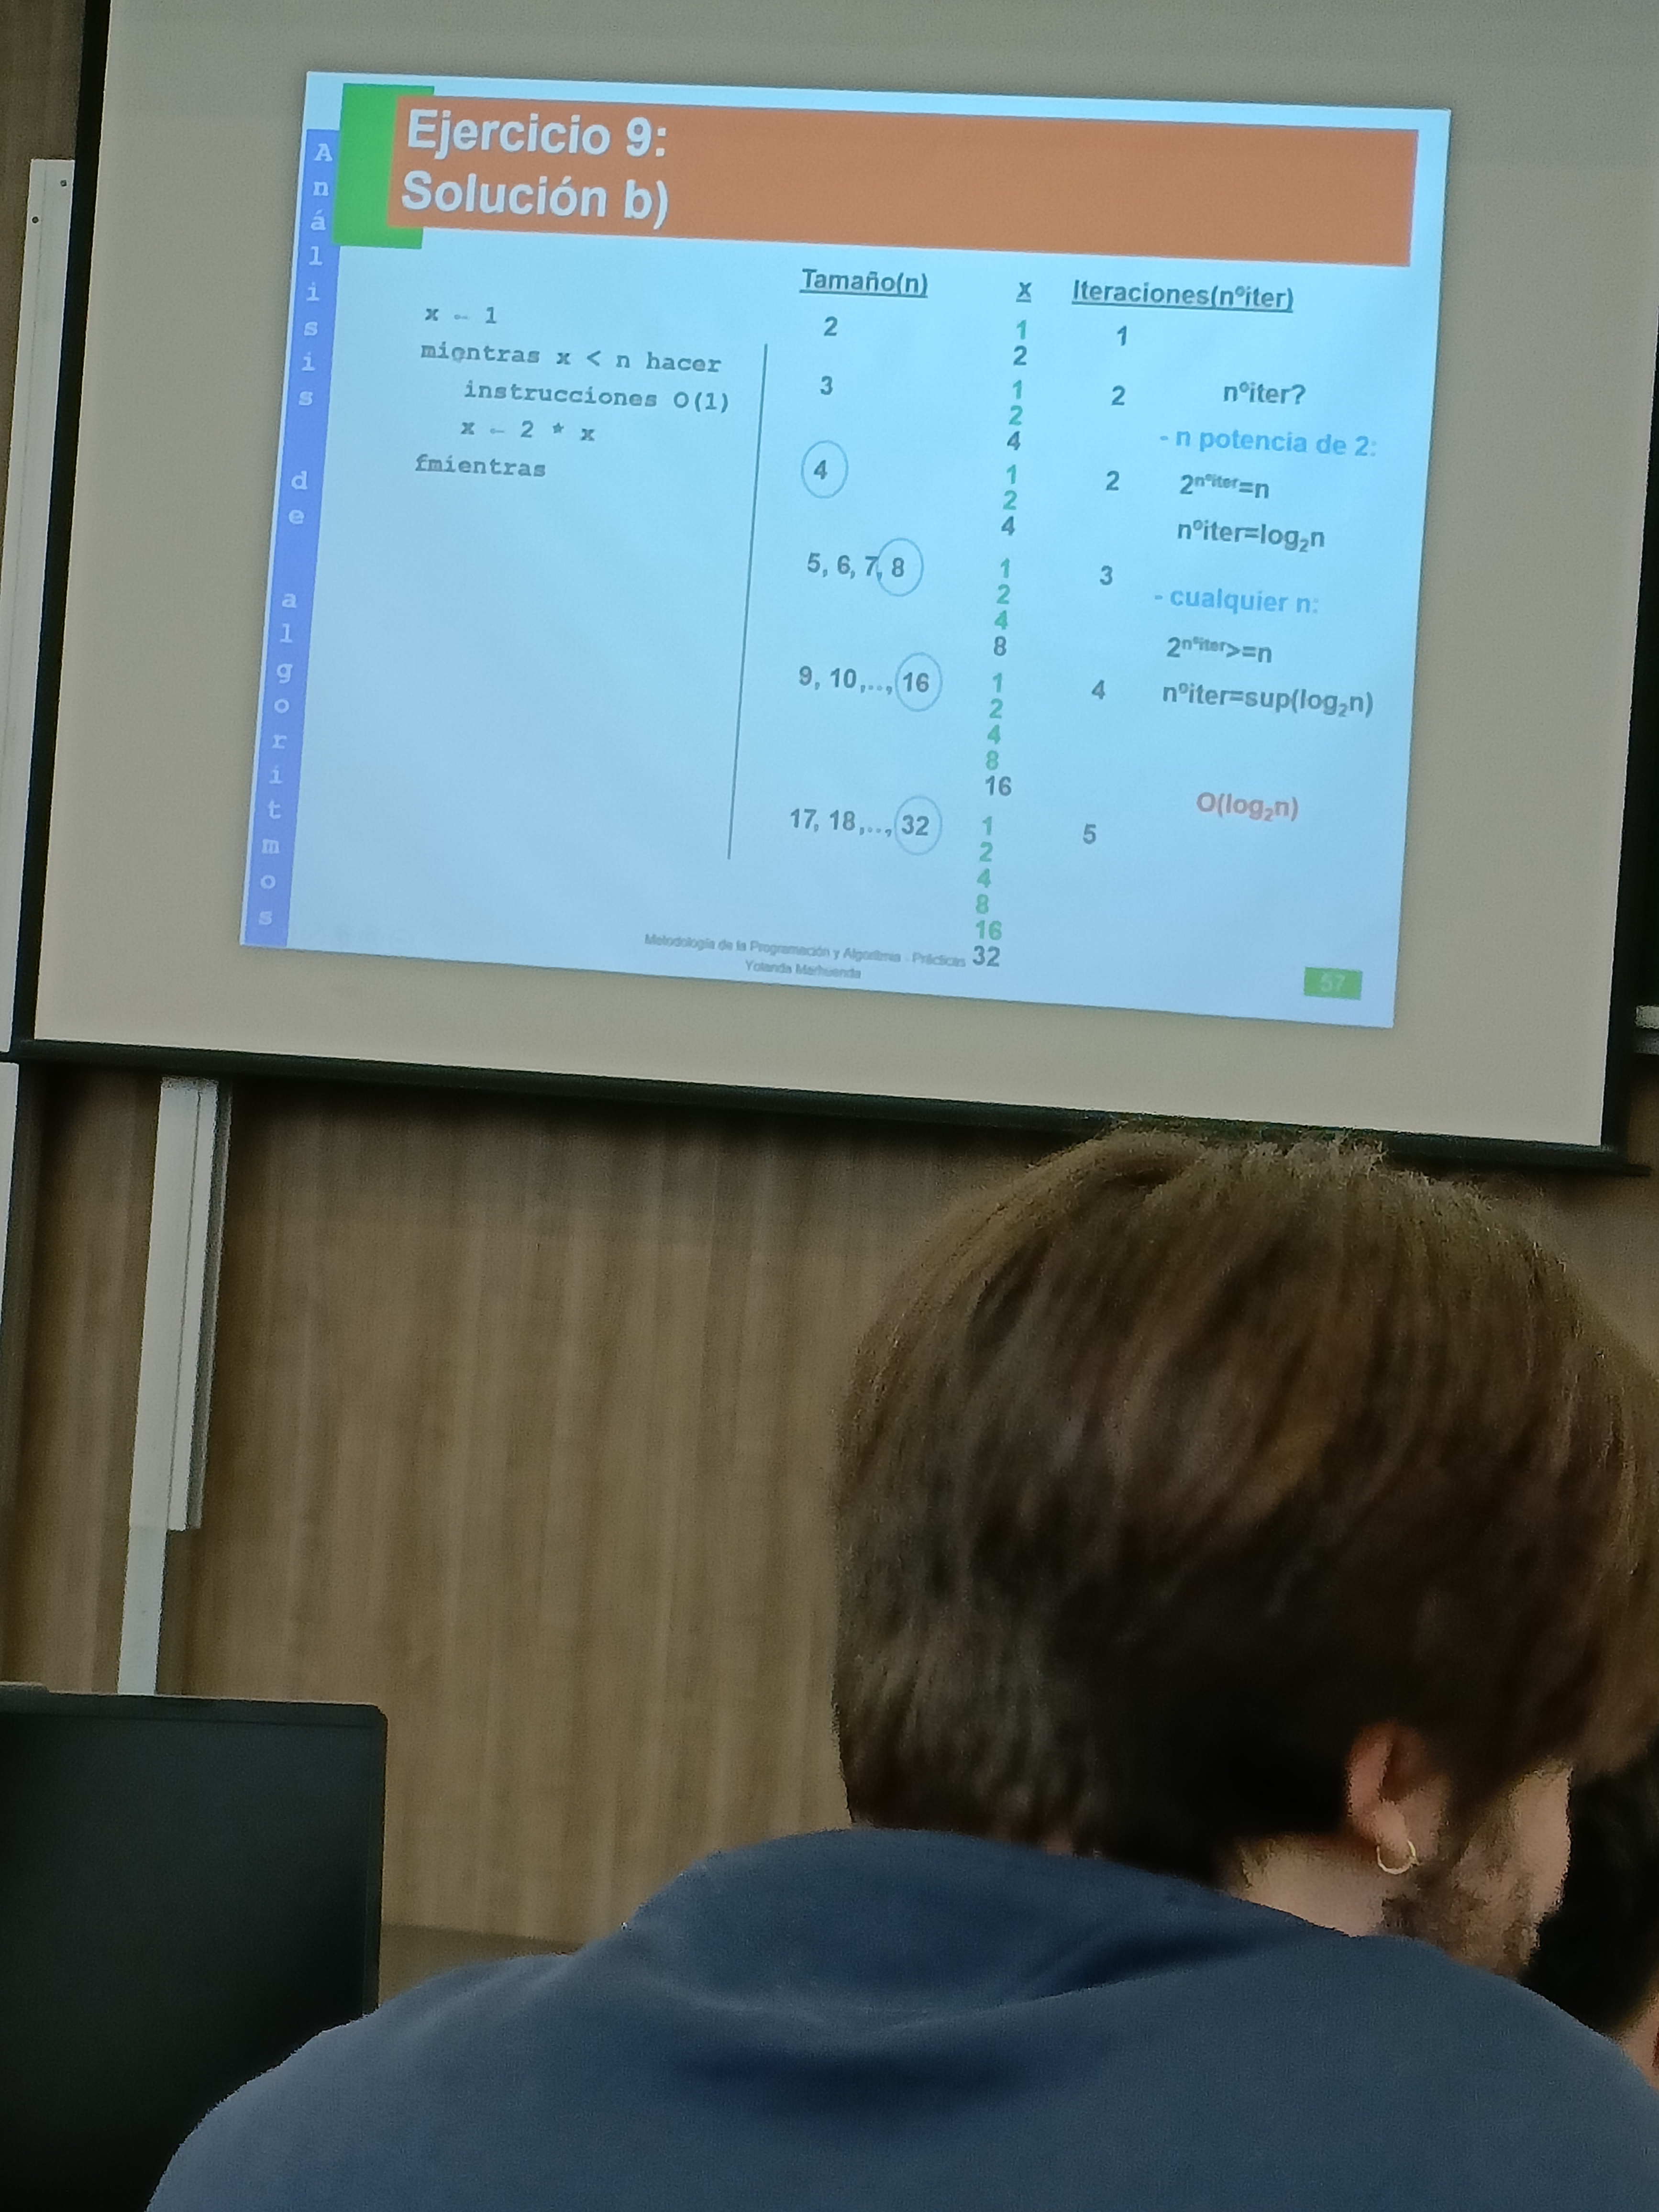 Ejercicio 9:
Solución b)
Análisis de algoritmos
x ← 1
mientras x < n hacer
instrucciones O(1)
x ← 2 * x
fmientras
Tamaño(n) x Iteraciones(nºiter)
2 1 1
2
3 1 2
2
4
4 1 2
2
4
5, 6, 7, 8 1 3
2
4
8
9, 10,.., 16 1 4
2
4
8
16
17, 18,.., 32 1 5
2
4
8
16
32
nºiter?
- n potencia de 2:
2^nºiter=n
nºiter=log₂n
- cualquier n:
2^nºiter>=n
nºiter=sup(log₂n)
O(log₂n)
Metodología de la Programación y Algoritmia - Prácticas
Yolanda Marhuenda
57